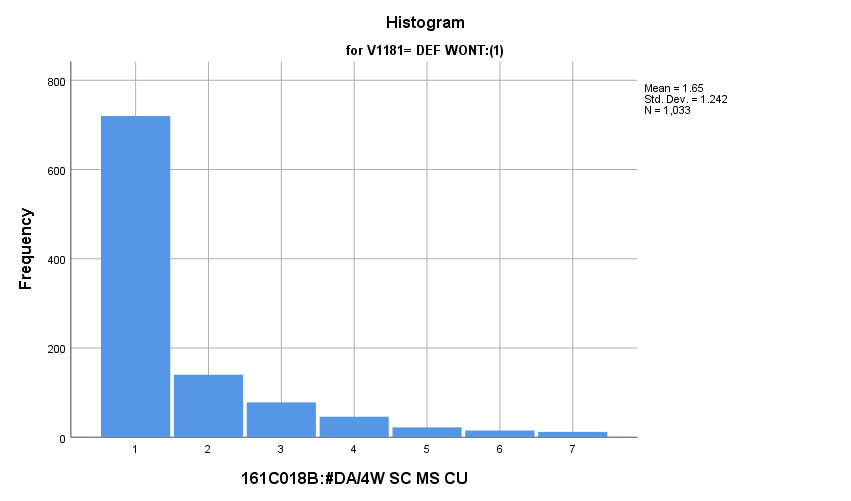 Histogram
for V1181= DEF WONT:(1)
Mean = 1.65
Std. Dev. = 1.242
N = 1,033
800
600
400
200
0
Frequency
1 2 3 4 5 6 7
161C018B:#DA/4W SC MS CU